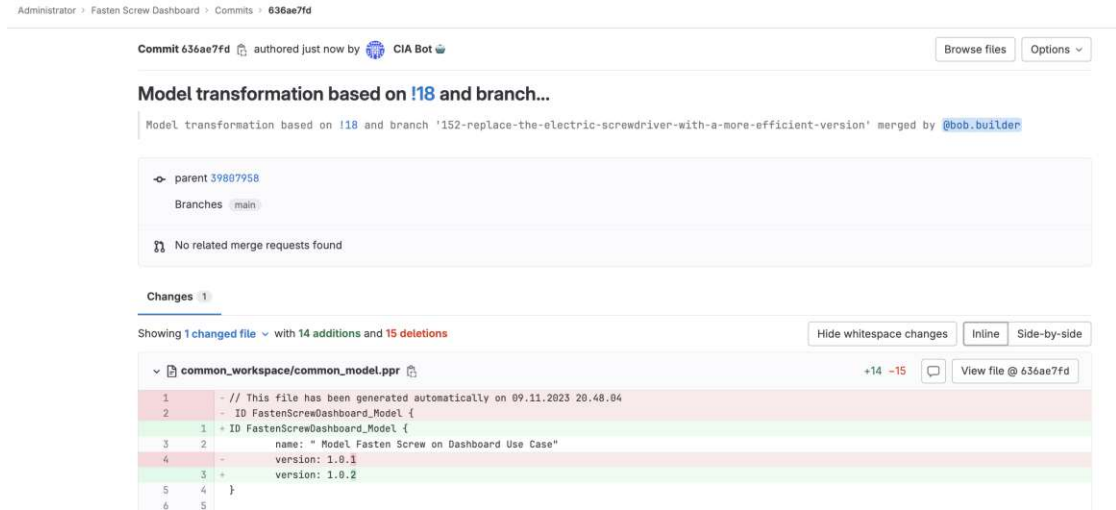 Administrator > Fasten Screw Dashboard > Commits > 636ae7fd
Commit 636ae7fd authored just now by CIA Bot
Browse files
Options
Model transformation based on !18 and branch...
Model transformation based on !18 and branch '152-replace-the-electric-screwdriver-with-a-more-efficient-version' merged by @bob.builder
parent 39807958
Branches main
No related merge requests found
Changes 1
Showing 1 changed file with 14 additions and 15 deletions
Hide whitespace changes
Inline
Side-by-side
common_workspace/common_model.ppr
+14 -15
View file @ 636ae7fd
1 - // This file has been generated automatically on 09.11.2023 20.48.04
2 - ID FastenScrewDashboard_Model {
1 + ID FastenScrewDashboard_Model {
3 2 name: " Model Fasten Screw on Dashboard Use Case"
4 - version: 1.0.1
3 + version: 1.0.2
5 4 }
6 5